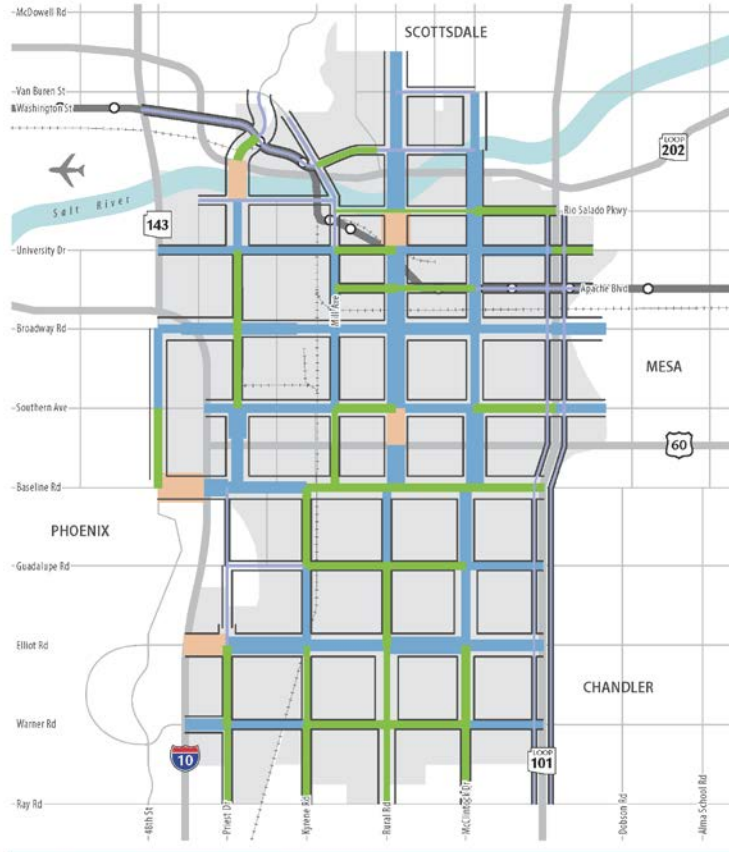 McDowell Rd
SCOTTSDALE
Van Buren St
Washington St
LOOP
202
Salt River
143
Rio Salado Pkwy
University Dr
Apache Blvd
Mill Ave
Broadway Rd
MESA
Southern Ave
60
Baseline Rd
PHOENIX
Guadalupe Rd
Elliot Rd
CHANDLER
Warner Rd
10
LOOP
101
Ray Rd
48th St
Priest Dr
Kyrene Rd
Rural Rd
McClintock Dr
Dobson Rd
Alma School Rd